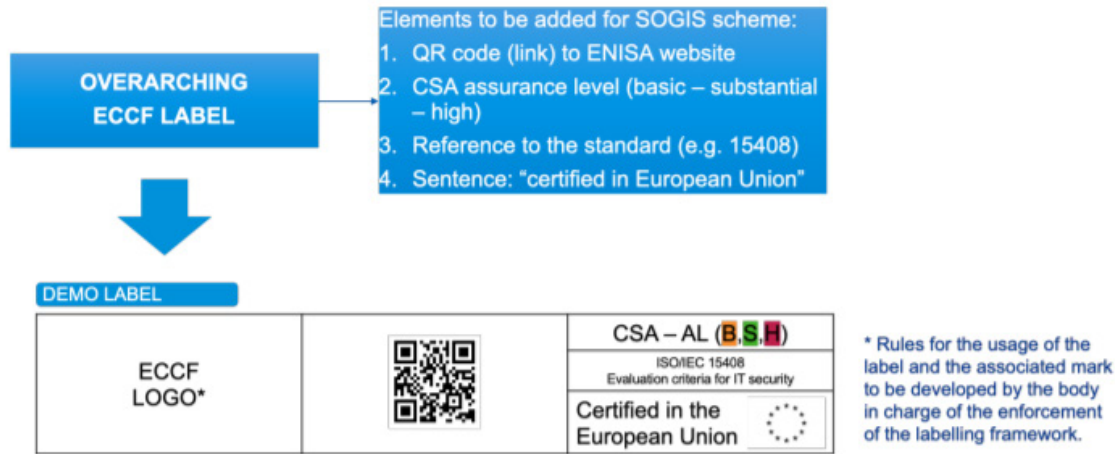 OVERARCHING
ECCF LABEL
Elements to be added for SOGIS scheme:
1. QR code (link) to ENISA website
2. CSA assurance level (basic – substantial
– high)
3. Reference to the standard (e.g. 15408)
4. Sentence: “certified in European Union”
DEMO LABEL
ECCF
LOGO*
CSA – AL (B,S,H)
ISO/IEC 15408
Evaluation criteria for IT security
Certified in the
European Union
* Rules for the usage of the
label and the associated mark
to be developed by the body
in charge of the enforcement
of the labelling framework.